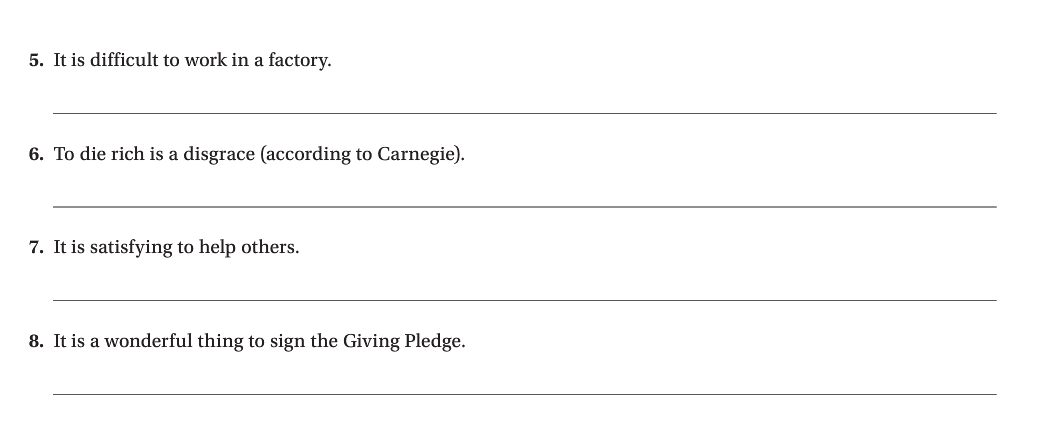 5. It is difficult to work in a factory.
6. To die rich is a disgrace (according to Carnegie).
7. It is satisfying to help others.
8. It is a wonderful thing to sign the Giving Pledge.